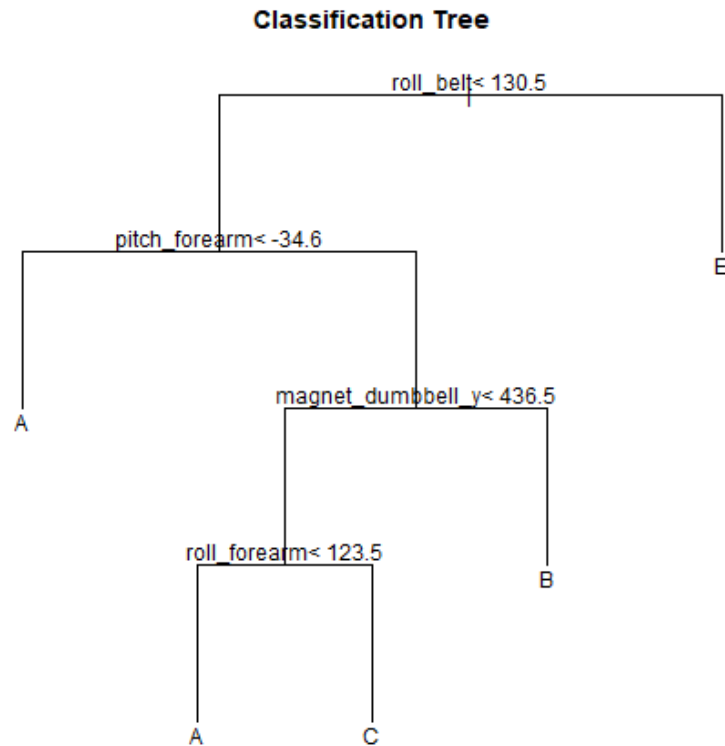 Classification Tree
roll_belt< 130.5
pitch_forearm< -34.6
E
magnet_dumbbell_y< 436.5
A
roll_forearm< 123.5
B
A
C